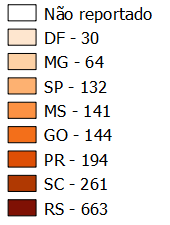 Não reportado
DF - 30
MG - 64
SP - 132
MS - 141
GO - 144
PR - 194
SC - 261
RS - 663